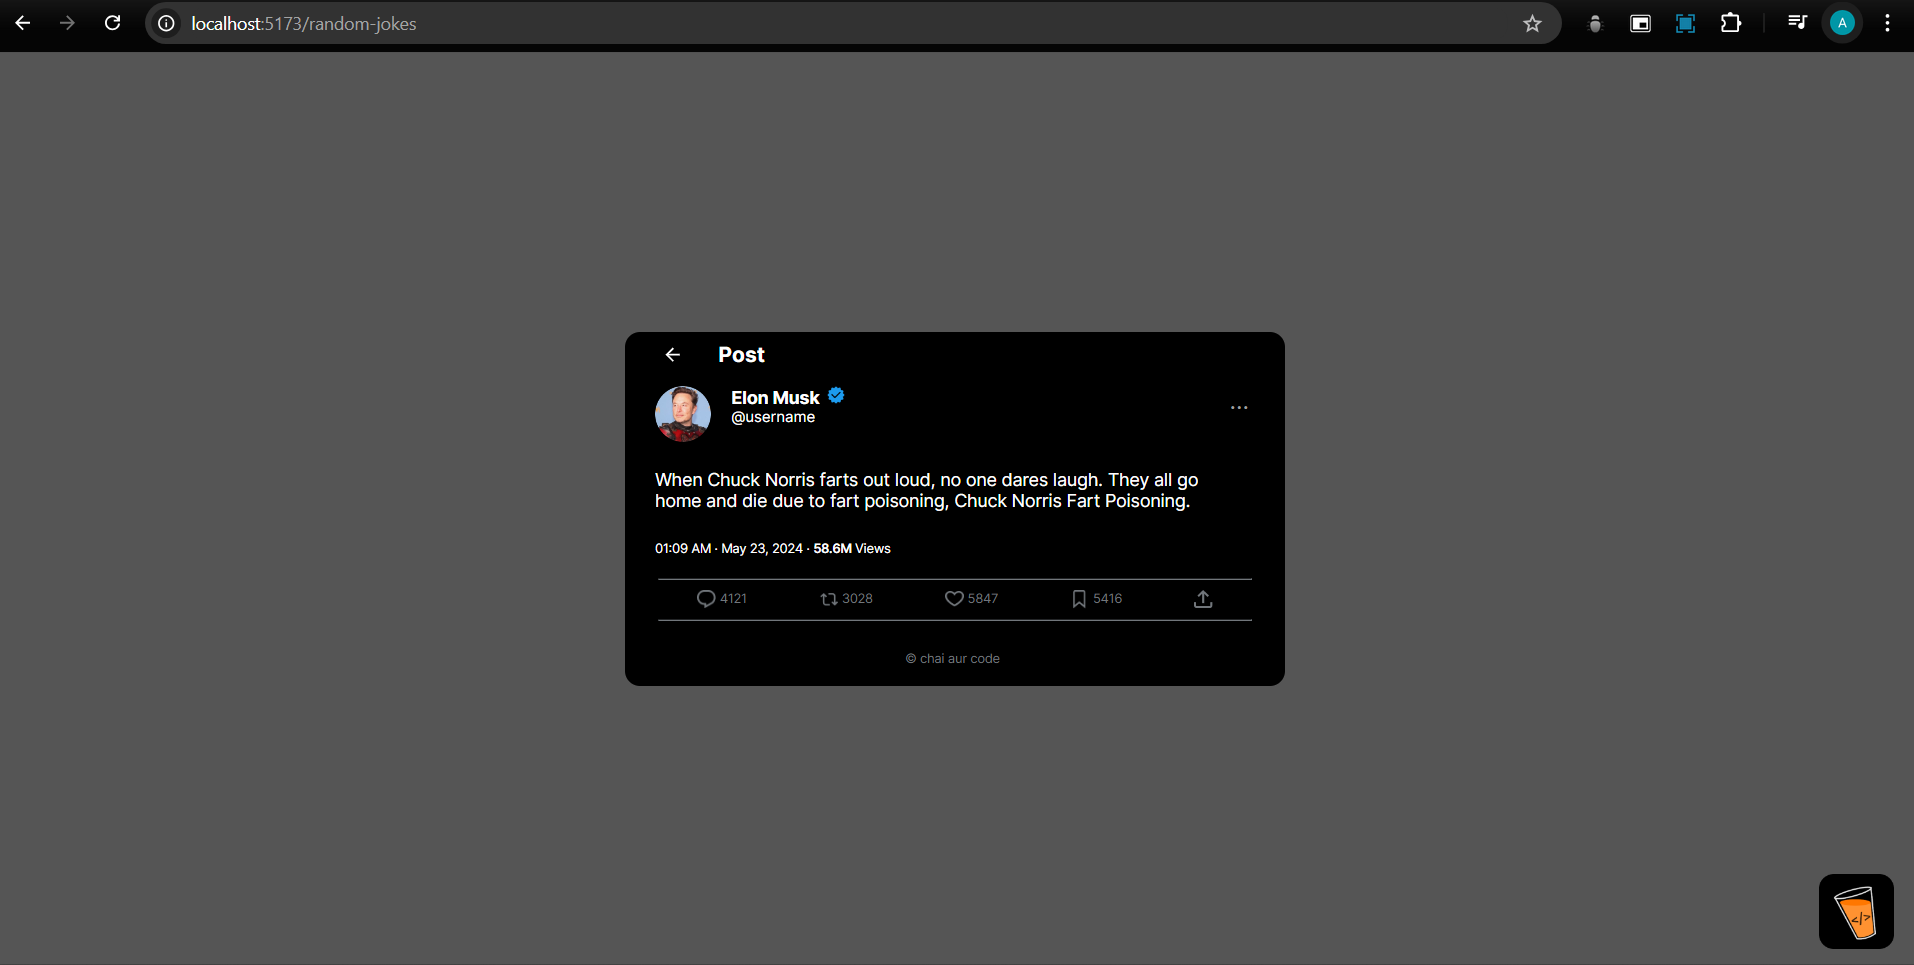 localhost:5173/random-jokes
A
Post
Elon Musk
@username
When Chuck Norris farts out loud, no one dares laugh. They all go
home and die due to fart poisoning, Chuck Norris Fart Poisoning.
01:09 AM · May 23, 2024 · 58.6M Views
4121 3028 5847 5416
© chai aur code
</>